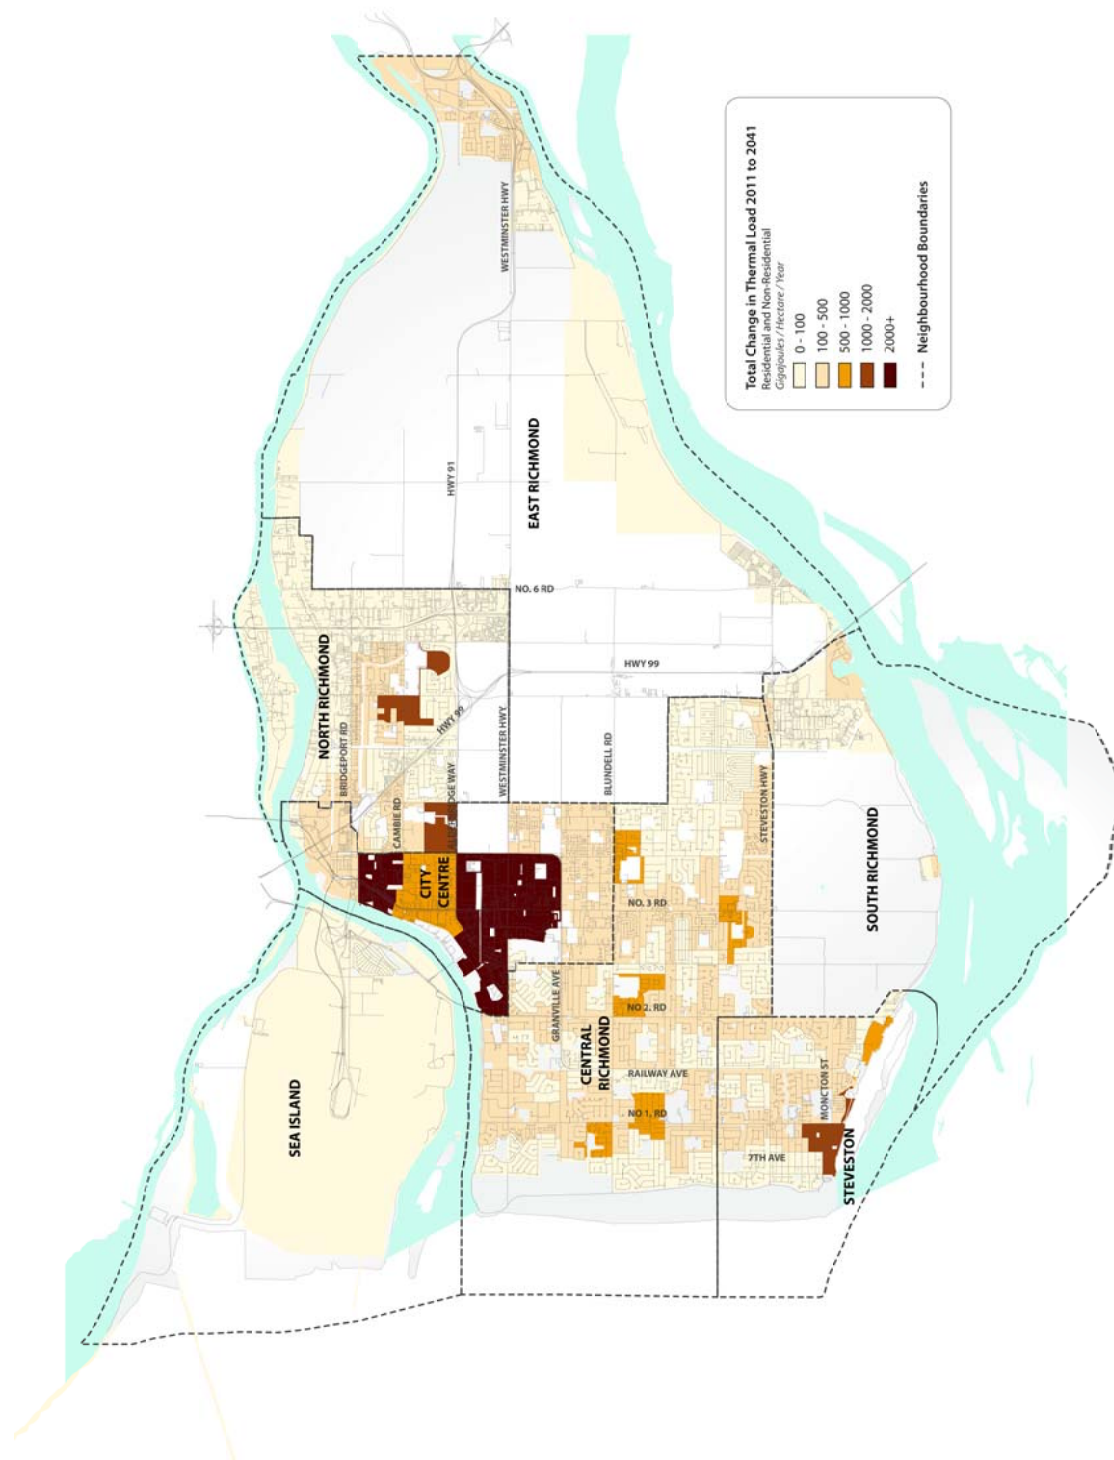 Total Change in Thermal Load 2011 to 2041
Residential and Non-Residential
Gigajoules / Hectare / Year
0 - 100
100 - 500
500 - 1000
1000 - 2000
2000+
Neighbourhood Boundaries
SEA ISLAND
NORTH RICHMOND
BRIDGEPORT RD
CAMBIE RD
HWY 99
WESTMINSTER HWY
CITY
CENTRE
NO. 6 RD
HWY 91
WESTMINSTER HWY
EAST RICHMOND
HWY 99
BLUNDELL RD
NO. 3 RD
GRANVILLE AVE
NO 2. RD
CENTRAL
RICHMOND
RAILWAY AVE
NO 1. RD
STEVESTON HWY
SOUTH RICHMOND
MONCTON ST
7TH AVE
STEVESTON